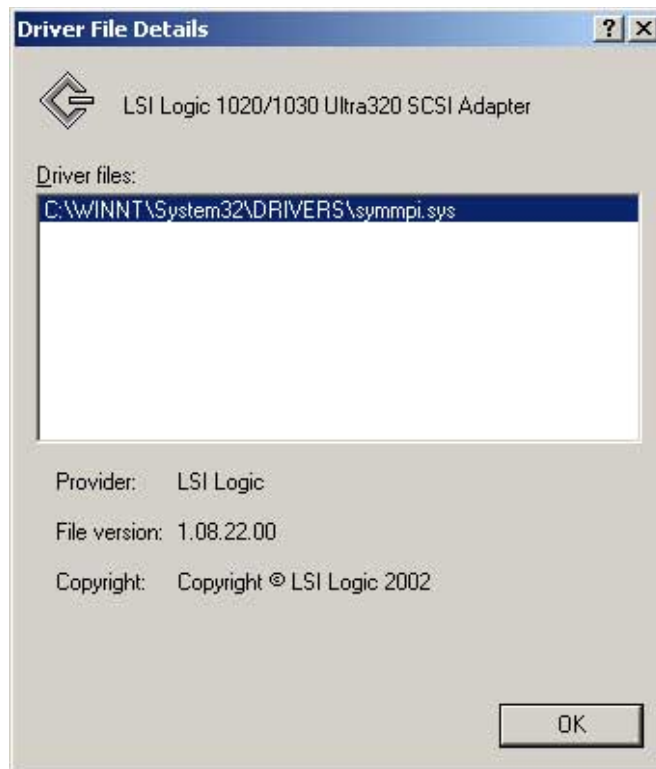 Driver File Details
LSI Logic 1020/1030 Ultra320 SCSI Adapter
Driver files:
C:\WINNT\System32\DRIVERS\symmpi.sys
Provider: LSI Logic
File version: 1.08.22.00
Copyright: Copyright © LSI Logic 2002
OK